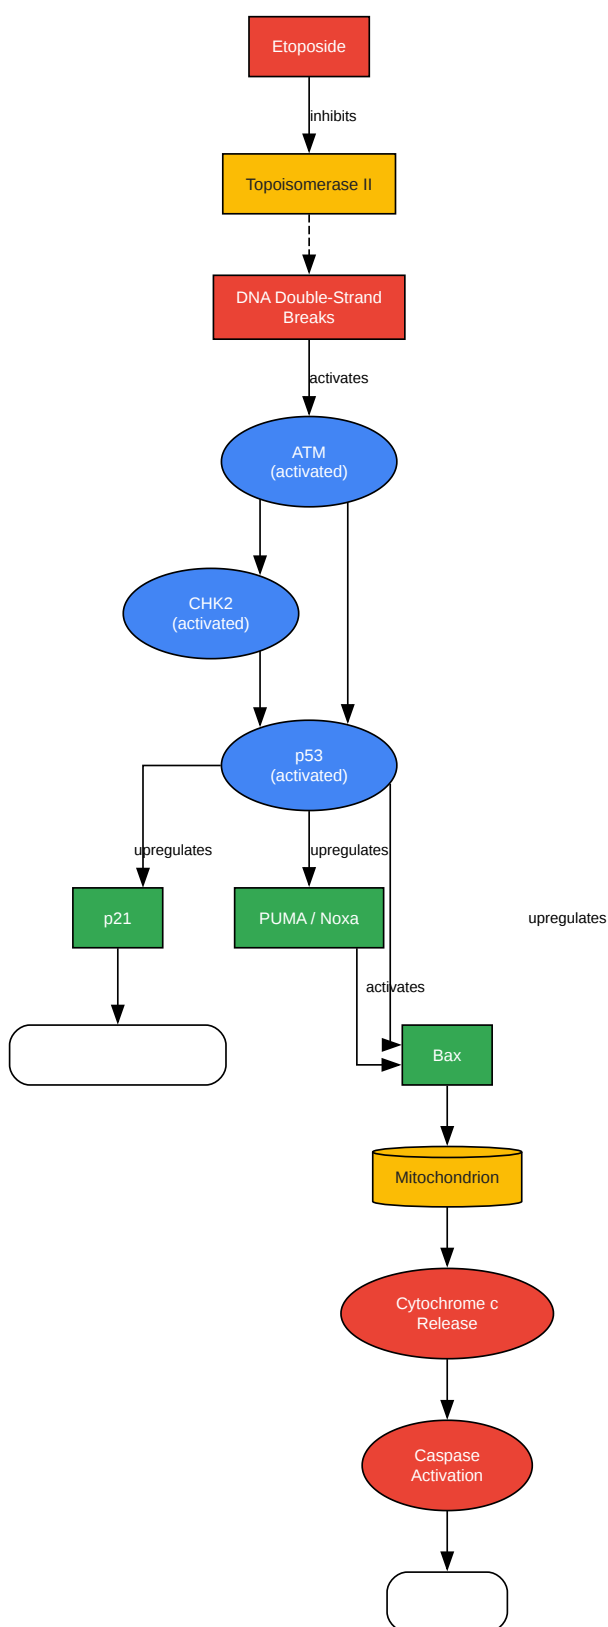 Etoposide
inhibits
Topoisomerase II
DNA Double-Strand
Breaks
activates
ATM
(activated)
CHK2
(activated)
p53
(activated)
upregulates
upregulates
p21
PUMA / Noxa
upregulates
activates
Bax
Mitochondrion
Cytochrome c
Release
Caspase
Activation